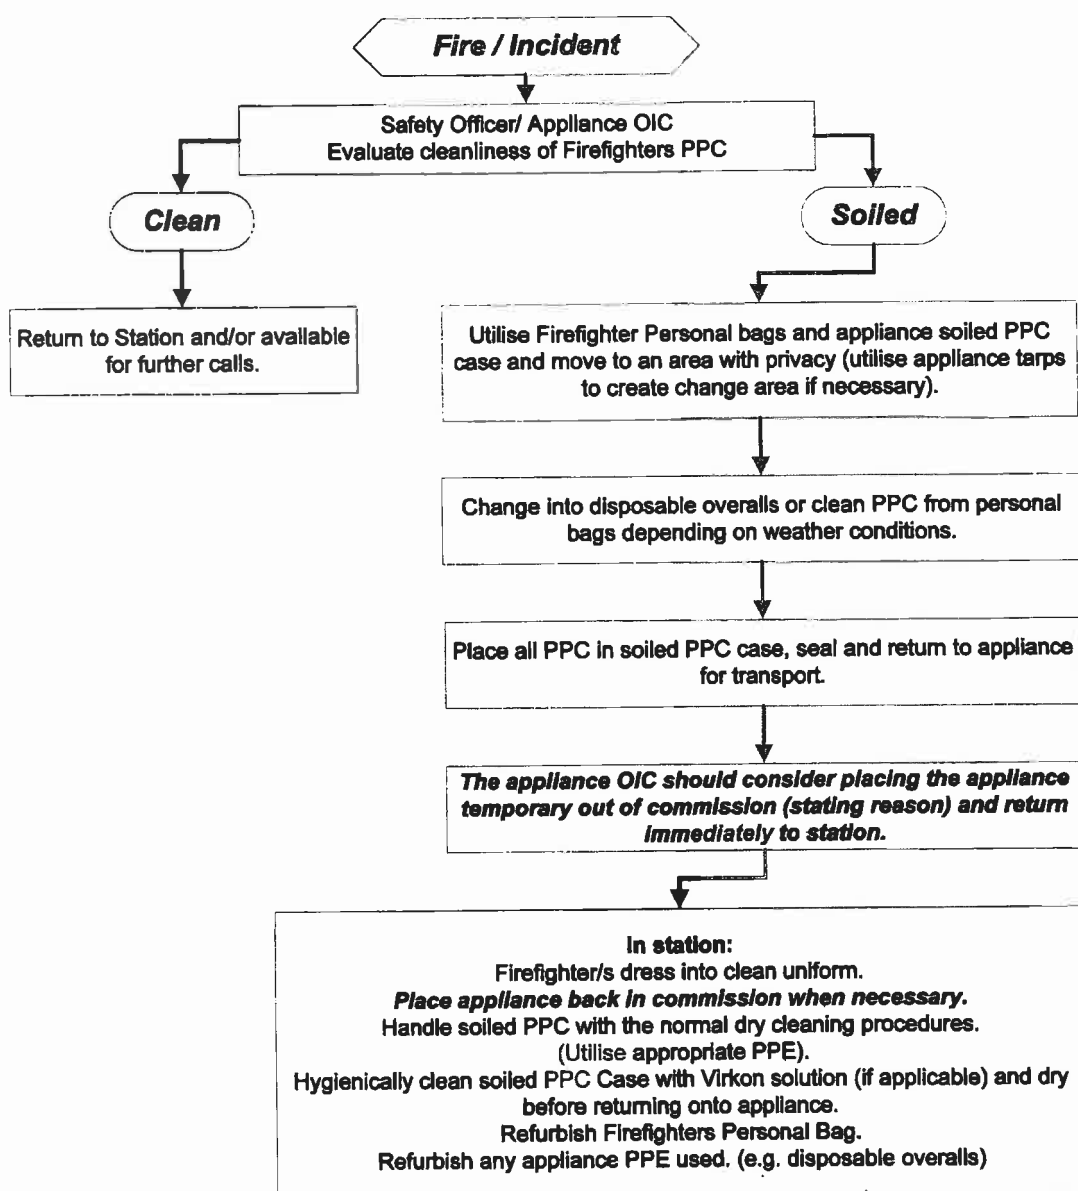 Fire / Incident
Safety Officer/ Appliance OIC
Evaluate cleanliness of Firefighters PPC
Clean
Soiled
Return to Station and/or available
for further calls.
Utilise Firefighter Personal bags and appliance soiled PPC
case and move to an area with privacy (utilise appliance tarps
to create change area if necessary).
Change into disposable overalls or clean PPC from personal
bags depending on weather conditions.
Place all PPC in soiled PPC case, seal and return to appliance
for transport.
The appliance OIC should consider placing the appliance
temporary out of commission (stating reason) and return
immediately to station.
In station:
Firefighter/s dress into clean uniform.
Place appliance back in commission when necessary.
Handle soiled PPC with the normal dry cleaning procedures.
(Utilise appropriate PPE).
Hygienically clean soiled PPC Case with Virkon solution (if applicable) and dry
before returning onto appliance.
Refurbish Firefighters Personal Bag.
Refurbish any appliance PPE used. (e.g. disposable overalls)